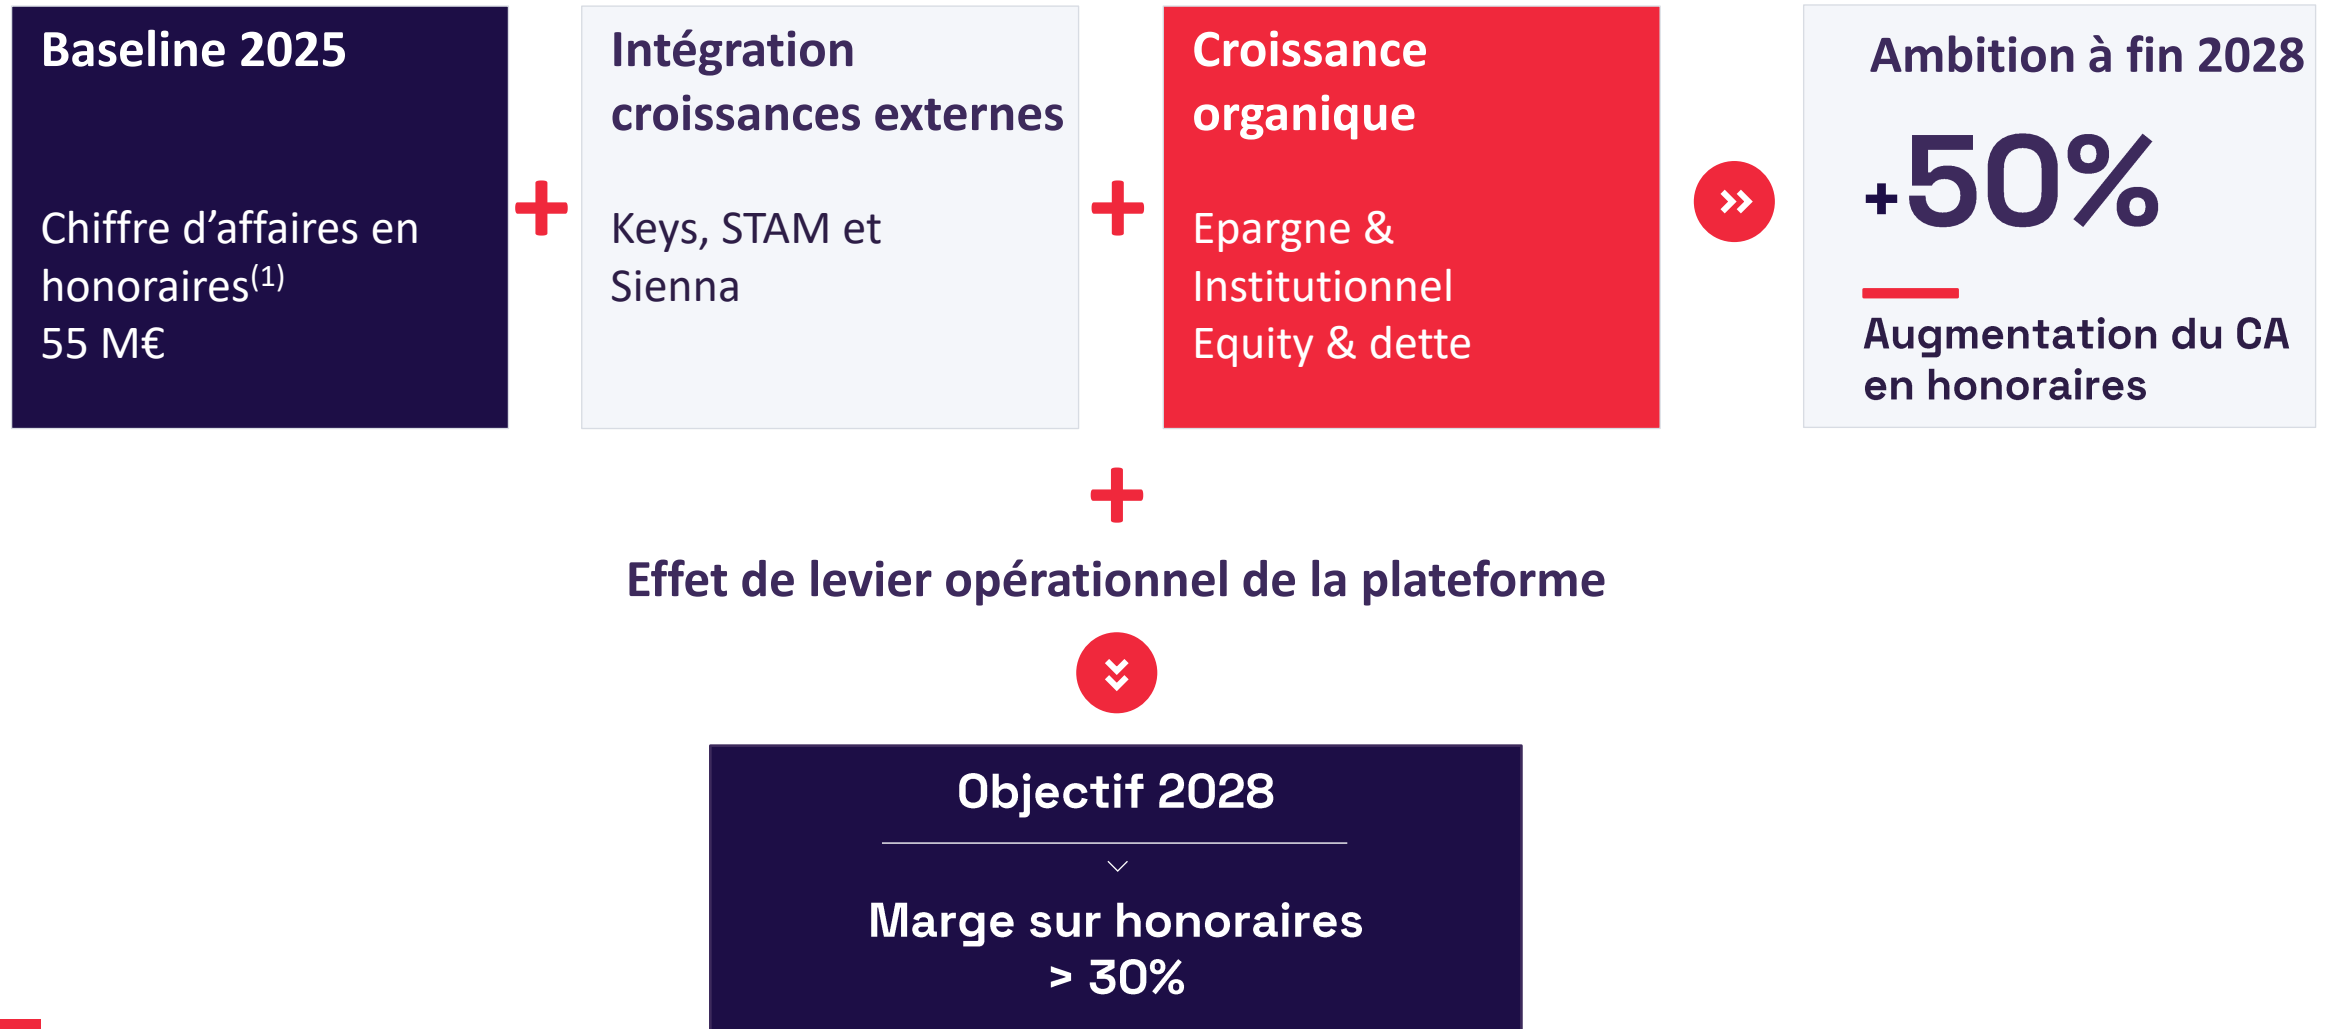 Baseline 2025
Chiffre d’affaires en
honoraires(1)
55 M€
+
Intégration
croissances externes
Keys, STAM et
Sienna
+
Croissance
organique
Epargne &
Institutionnel
Equity & dette
Ambition à fin 2028
+50%
Augmentation du CA
en honoraires
+
Effet de levier opérationnel de la plateforme
Objectif 2028
Marge sur honoraires
> 30%